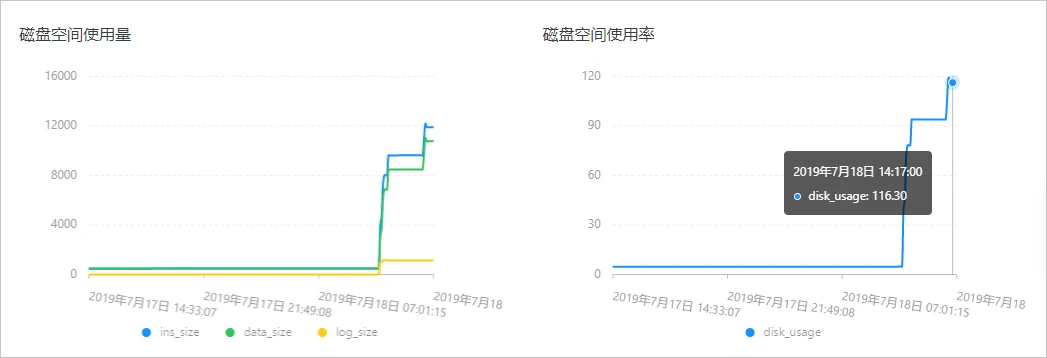 磁盘空间使用量
16000
12000
8000
4000
0
2019年7月17日 14:33:07
2019年7月17日 21:49:08
2019年7月18日 07:01:15
2019年7月18
ins_size
data_size
log_size
磁盘空间使用率
120
90
60
30
0
2019年7月18日 14:17:00
disk_usage: 116.30
2019年7月17日 14:33:07
2019年7月17日 21:49:08
2019年7月18日 07:01:15
2019年7月18
disk_usage